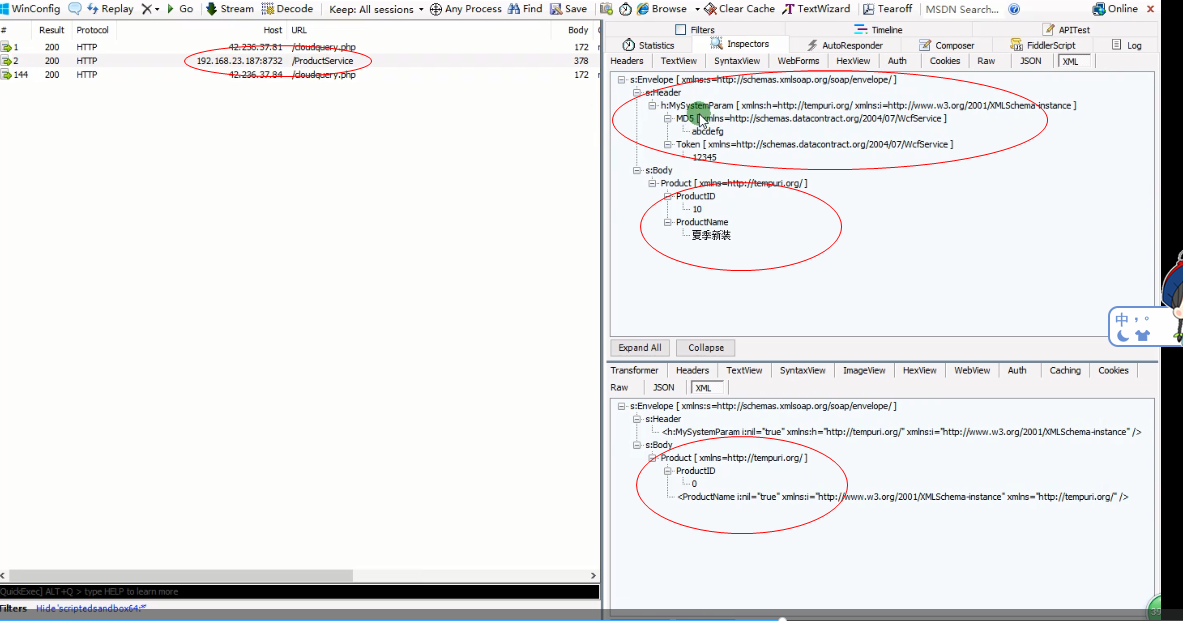 WinConfig Replay Go Stream Decode Keep: All sessions Any Process Find Save Browse Clear Cache TextWizard Tearoff MSDN Search... Online
# Result Protocol Host URL Body
1 200 HTTP 42.236.37.81 /cloudquery.php 172
2 200 HTTP 192.168.23.187:8732 /ProductService 378
144 200 HTTP 42.236.37.84 /cloudquery.php 172
Filters Timeline APITest
Statistics Inspectors AutoResponder Composer FiddlerScript Log
Headers TextView SyntaxView WebForms HexView Auth Cookies Raw JSON XML
s:Envelope [ xmlns:s=http://schemas.xmlsoap.org/soap/envelope/ ]
s:Header
h:MySystemParam [ xmlns:h=http://tempuri.org/ xmlns:i=http://www.w3.org/2001/XMLSchema-instance ]
MD5 [ xmlns=http://schemas.datacontract.org/2004/07/WcfService ]
abcdefg
Token [ xmlns=http://schemas.datacontract.org/2004/07/WcfService ]
12345
s:Body
Product [ xmlns=http://tempuri.org/ ]
ProductID
10
ProductName
夏季新装
中 ，°
Expand All Collapse
Transformer Headers TextView SyntaxView ImageView HexView WebView Auth Caching Cookies
Raw JSON XML
s:Envelope [ xmlns:s=http://schemas.xmlsoap.org/soap/envelope/ ]
s:Header
<h:MySystemParam i:nil="true" xmlns:h="http://tempuri.org/" xmlns:i="http://www.w3.org/2001/XMLSchema-instance" />
s:Body
Product [ xmlns=http://tempuri.org/ ]
ProductID
0
<ProductName i:nil="true" xmlns:i="http://www.w3.org/2001/XMLSchema-instance" xmlns="http://tempuri.org/" />
QuickExec] ALT+Q > type HELP to learn more
Filters Hide 'scriptedsandbox64:*'